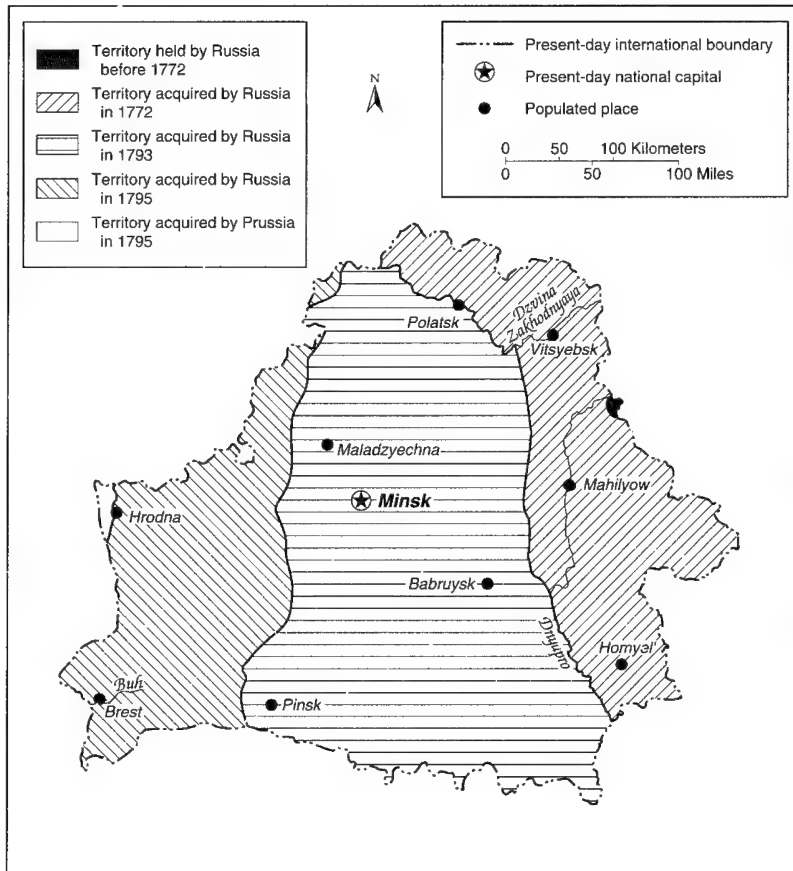 Territory held by Russia
before 1772
Territory acquired by Russia
in 1772
Territory acquired by Russia
in 1793
Territory acquired by Russia
in 1795
Territory acquired by Prussia
in 1795
N
Present-day international boundary
Present-day national capital
Populated place
0 50 100 Kilometers
0 50 100 Miles
Polatsk
Dzvina
Zakhodnyaya
Vitsyebsk
Maladzyechna
Minsk
Mahilyow
Hrodna
Babruysk
Dnyapro
Homyel'
Buh
Brest
Pinsk